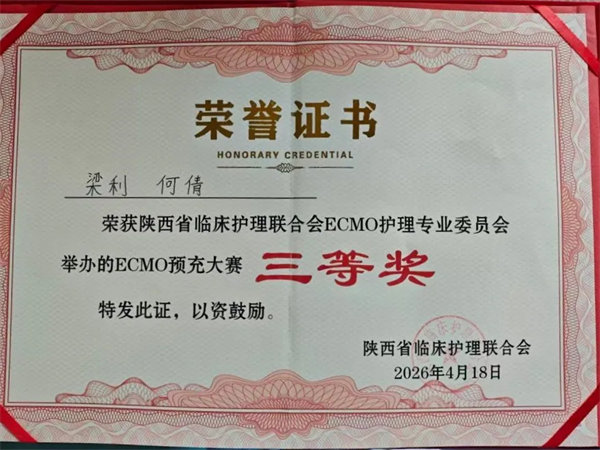 荣誉证书
HONORARY CREDENTIAL
梁利 何倩
荣获陕西省临床护理联合会ECMO护理专业委员会
举办的ECMO预充大赛 三等奖
特发此证，以资鼓励。
陕西省临床护理联合会
2026年4月18日